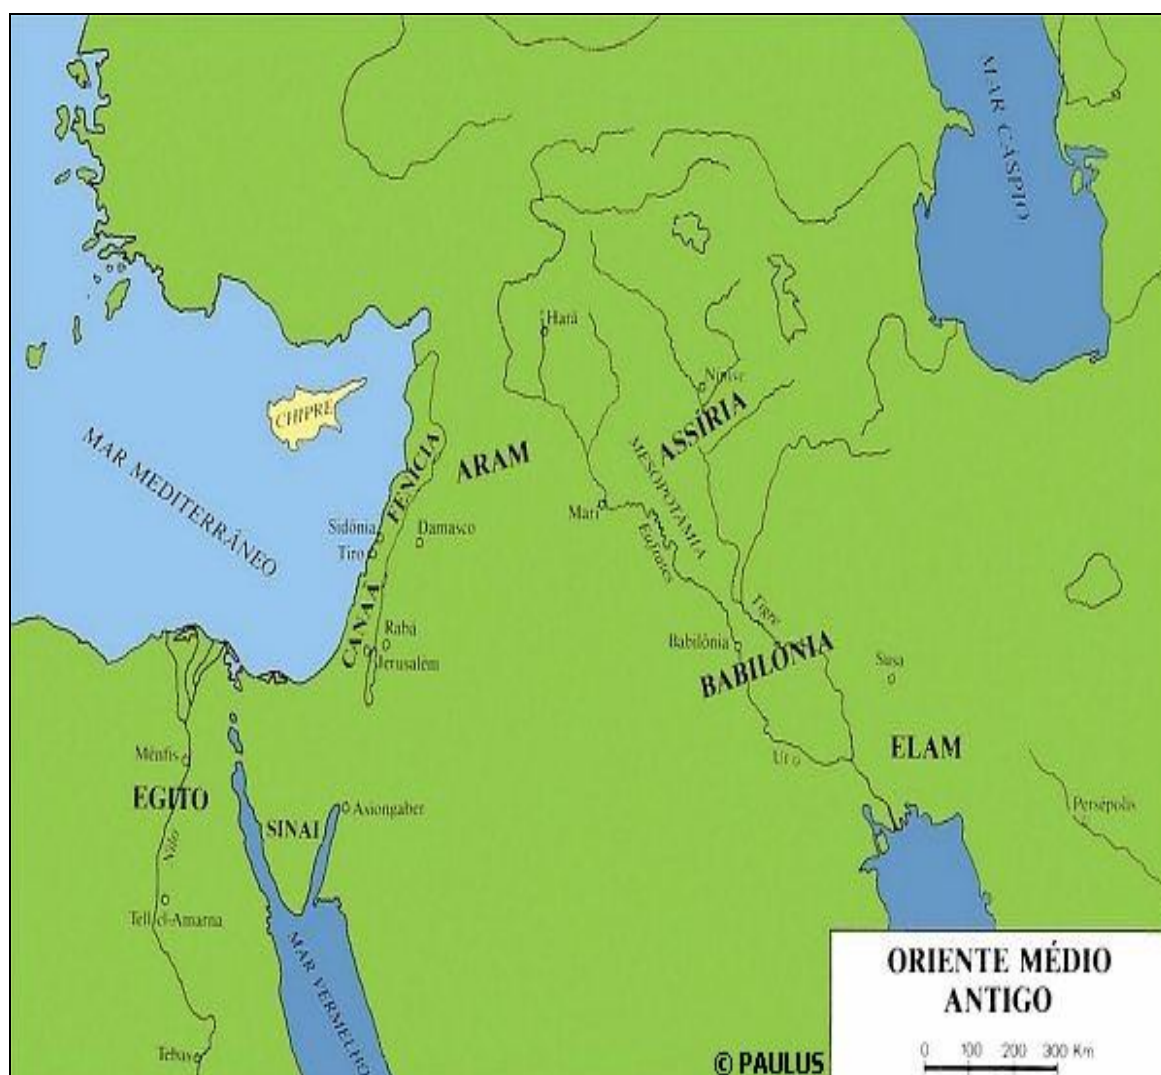 MAR CASPIO
Hará
Nínive
CHIPRE
ASSÍRIA
MAR MEDITERRÂNEO
FENÍCIA
ARAM
MESOPOTAMIA
Mari
Eufrates
Sidônia
Damasco
Tiro
CANAÃ
Tigre
Rabá
Jerusalém
Babilônia
BABILÔNIA
Susa
Mênfis
Ur
ELAM
EGITO
SINAI
Asiongaber
Persépolis
Nilo
Tell el-Amarna
MAR VERMELHO
Tebas
ORIENTE MÉDIO
ANTIGO
0 100 200 300 Km
© PAULUS